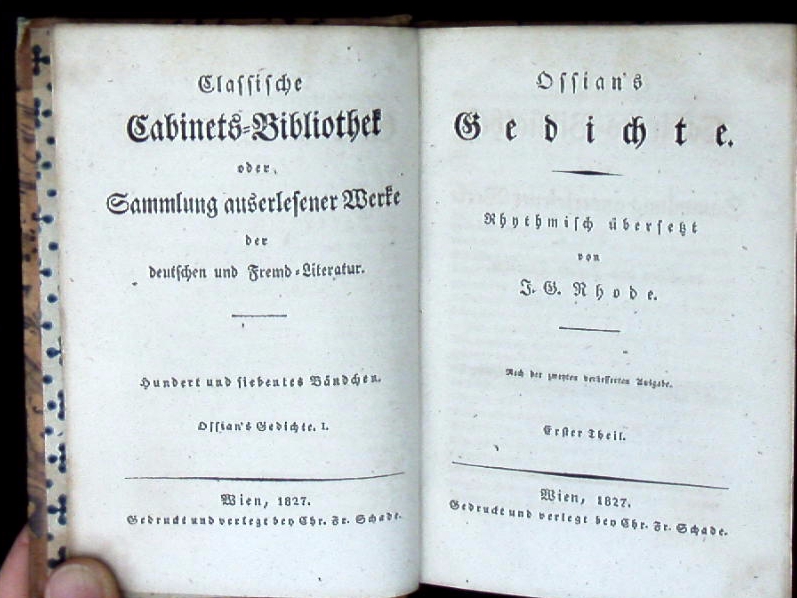 Classische
Cabinets-Bibliothek
oder
Sammlung auserlesener Werke
der
deutschen und Fremd-Literatur.
Hundert und siebentes Bändchen.
Ossian's Gedichte. I.
Wien, 1827.
Gedruckt und verlegt bey Chr. Fr. Schade.
Ossian's
Gedichte.
Rhythmisch übersetzt
von
J. G. Rhode.
Nach der zweyten verbesserten Ausgabe.
Erster Theil.
Wien, 1827.
Gedruckt und verlegt bey Chr. Fr. Schade.